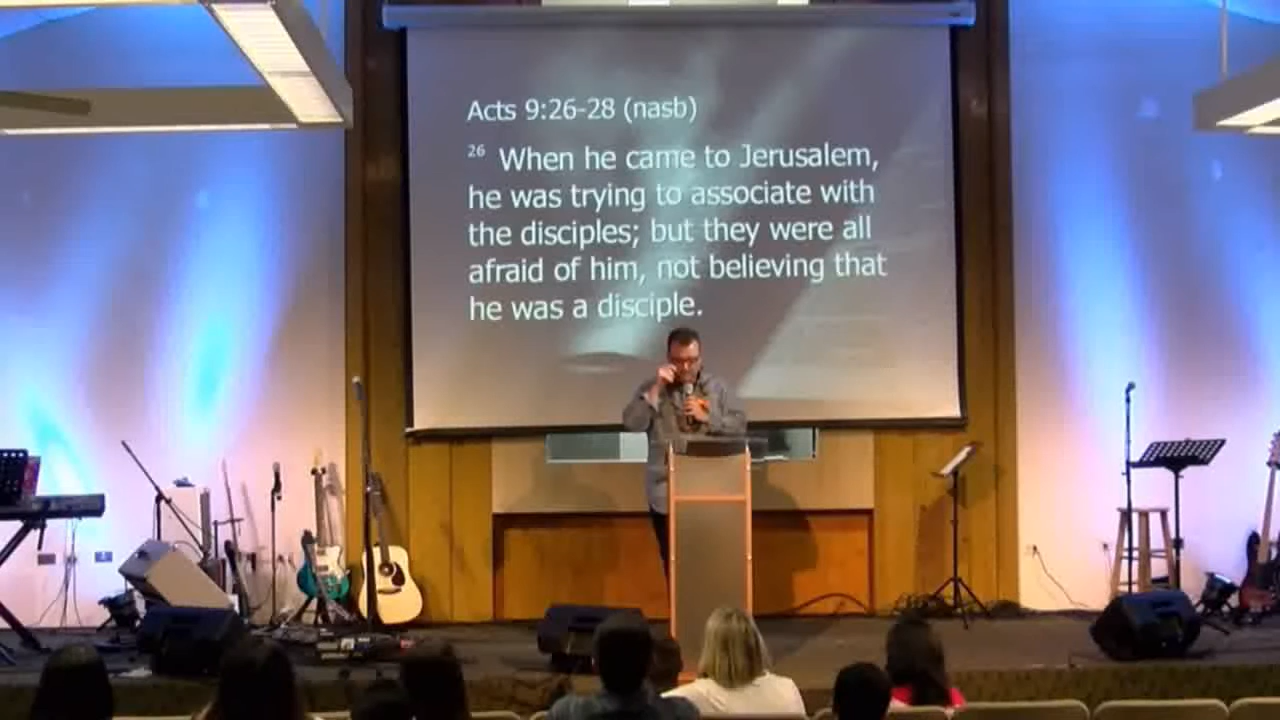 Acts 9:26-28 (nasb)
26 When he came to Jerusalem,
he was trying to associate with
the disciples; but they were all
afraid of him, not believing that
he was a disciple.